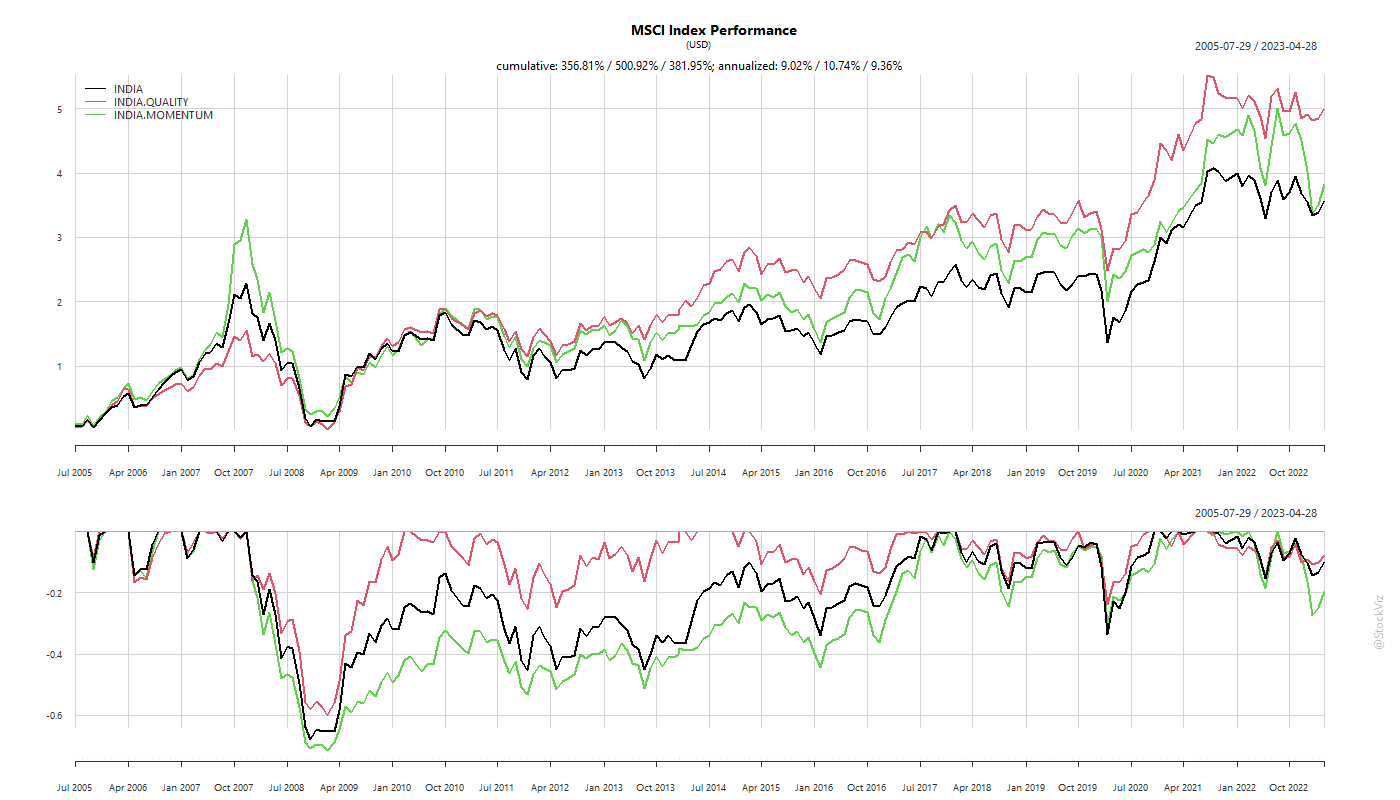 MSCI Index Performance
(USD)
2005-07-29 / 2023-04-28
cumulative: 356.81% / 500.92% / 381.95%; annualized: 9.02% / 10.74% / 9.36%
INDIA
INDIA.QUALITY
INDIA.MOMENTUM
5
4
3
2
1
Jul 2005 Apr 2006 Jan 2007 Oct 2007 Jul 2008 Apr 2009 Jan 2010 Oct 2010 Jul 2011 Apr 2012 Jan 2013 Oct 2013 Jul 2014 Apr 2015 Jan 2016 Oct 2016 Jul 2017 Apr 2018 Jan 2019 Oct 2019 Jul 2020 Apr 2021 Jan 2022 Oct 2022
2005-07-29 / 2023-04-28
-0.2
-0.4
-0.6
Jul 2005 Apr 2006 Jan 2007 Oct 2007 Jul 2008 Apr 2009 Jan 2010 Oct 2010 Jul 2011 Apr 2012 Jan 2013 Oct 2013 Jul 2014 Apr 2015 Jan 2016 Oct 2016 Jul 2017 Apr 2018 Jan 2019 Oct 2019 Jul 2020 Apr 2021 Jan 2022 Oct 2022
@StockViz